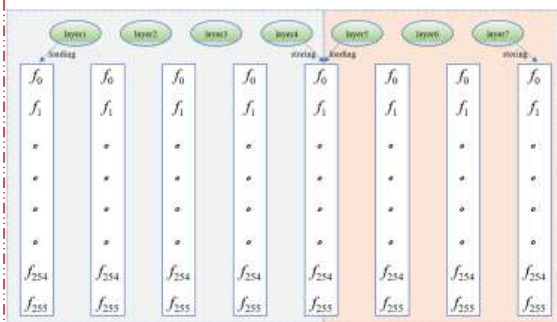 layer1 layer2 layer3 layer4 layer5 layer6 layer7
loading storing loading storing
f₀ f₀ f₀ f₀ f₀ f₀ f₀ f₀
f₁ f₁ f₁ f₁ f₁ f₁ f₁ f₁
f₂₅₄ f₂₅₄ f₂₅₄ f₂₅₄ f₂₅₄ f₂₅₄ f₂₅₄ f₂₅₄
f₂₅₅ f₂₅₅ f₂₅₅ f₂₅₅ f₂₅₅ f₂₅₅ f₂₅₅ f₂₅₅